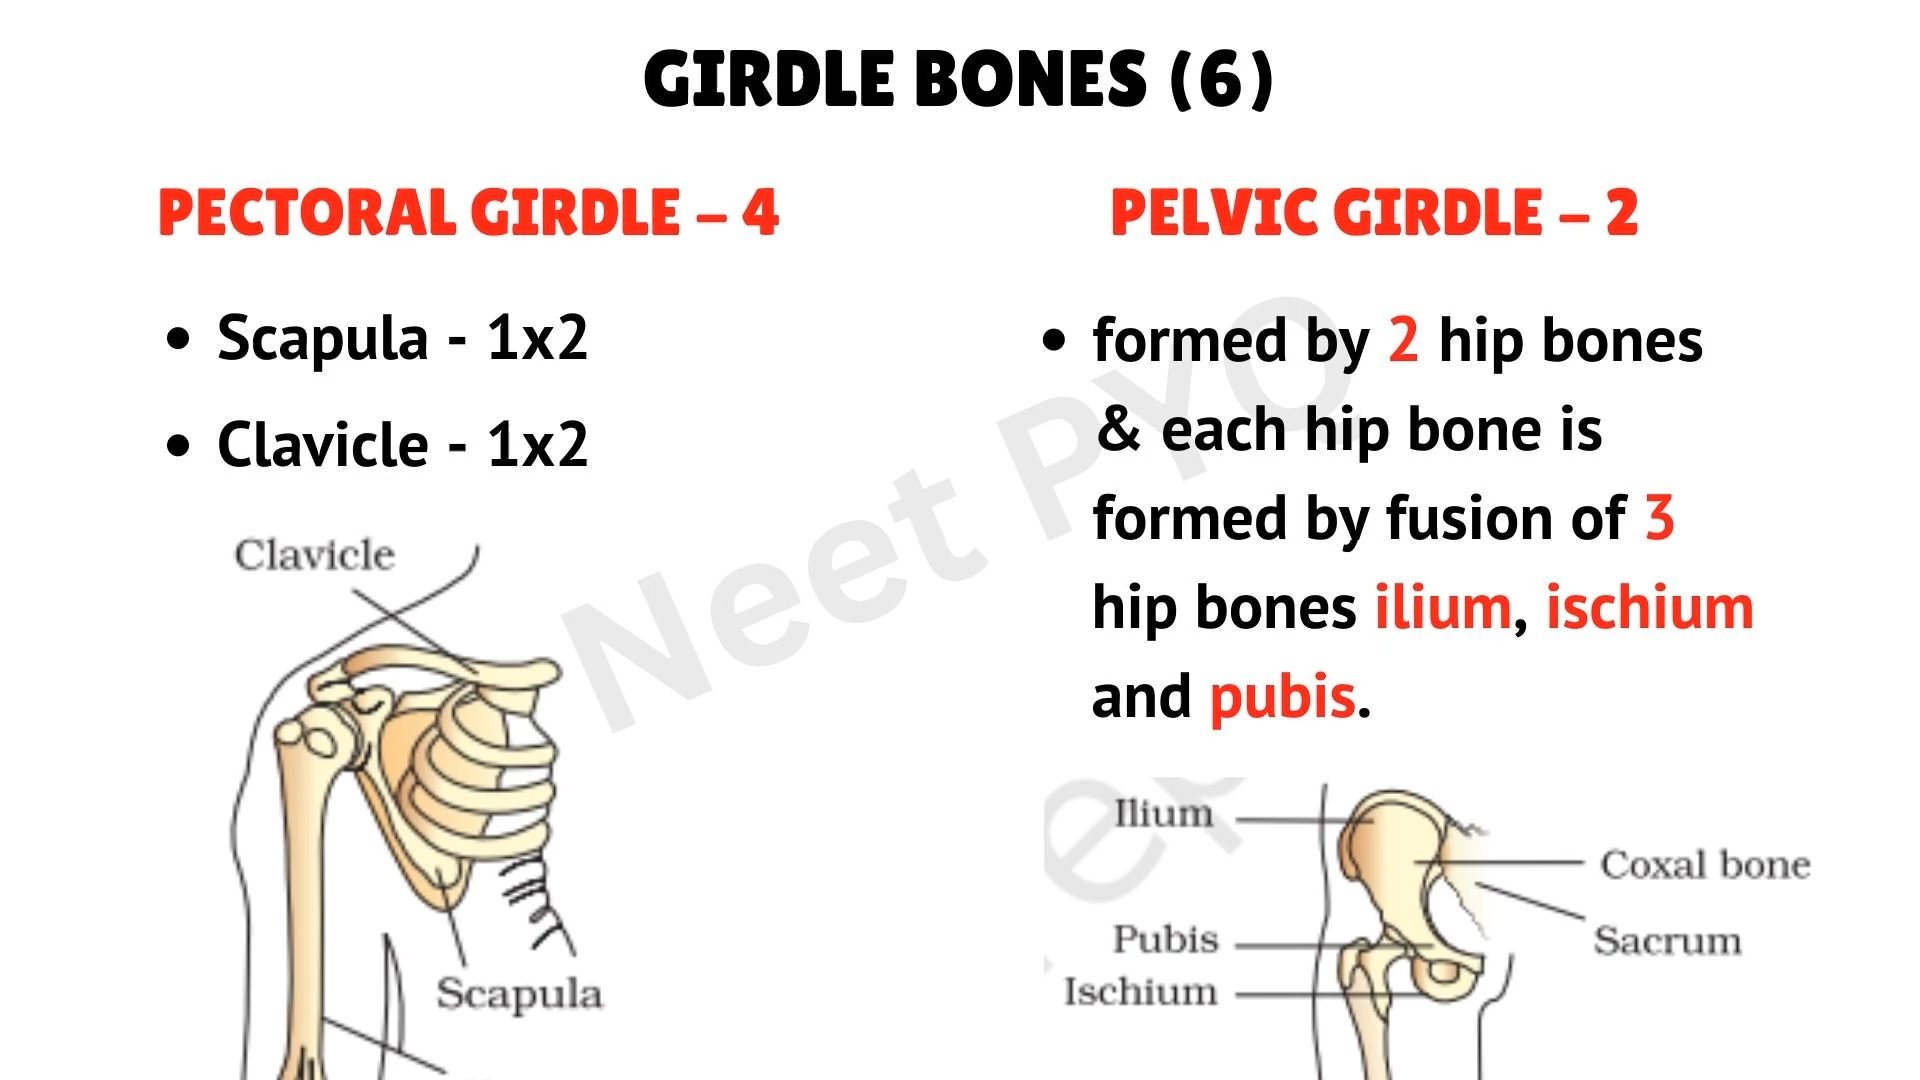 GIRDLE BONES (6)
PECTORAL GIRDLE – 4
• Scapula - 1x2
• Clavicle - 1x2
Clavicle
Scapula
PELVIC GIRDLE – 2
• formed by 2 hip bones
& each hip bone is
formed by fusion of 3
hip bones ilium, ischium
and pubis.
Ilium
Coxal bone
Pubis
Sacrum
Ischium
Neet PYQ